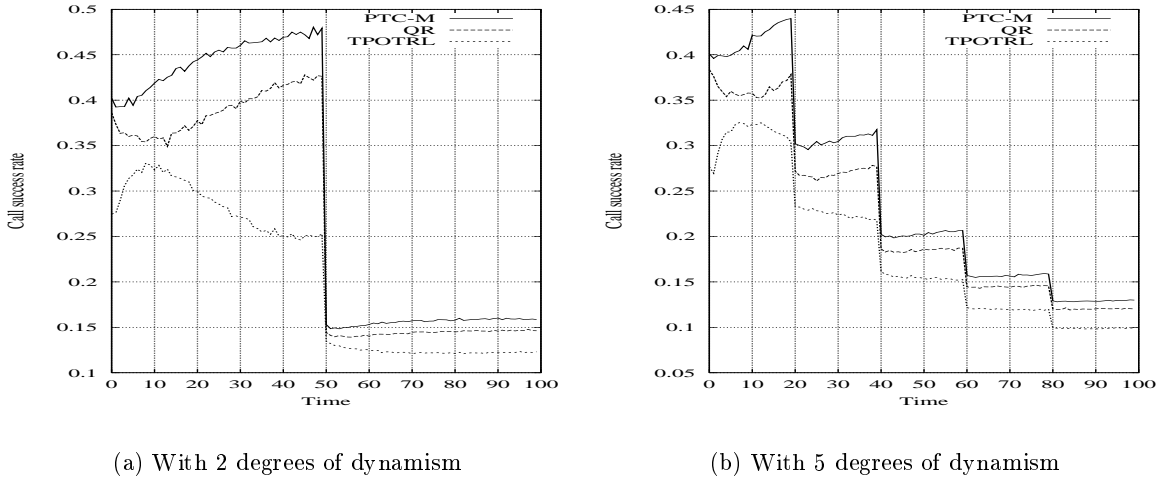 0.5
0.45
0.4
0.35
0.3
0.25
0.2
0.15
0.1
0 10 20 30 40 50 60 70 80 90 100
Call success rate
Time
PTC-M
QR
TPOTRL
(a) With 2 degrees of dynamism
0.45
0.4
0.35
0.3
0.25
0.2
0.15
0.1
0.05
0 10 20 30 40 50 60 70 80 90 100
Call success rate
Time
PTC-M
QR
TPOTRL
(b) With 5 degrees of dynamism